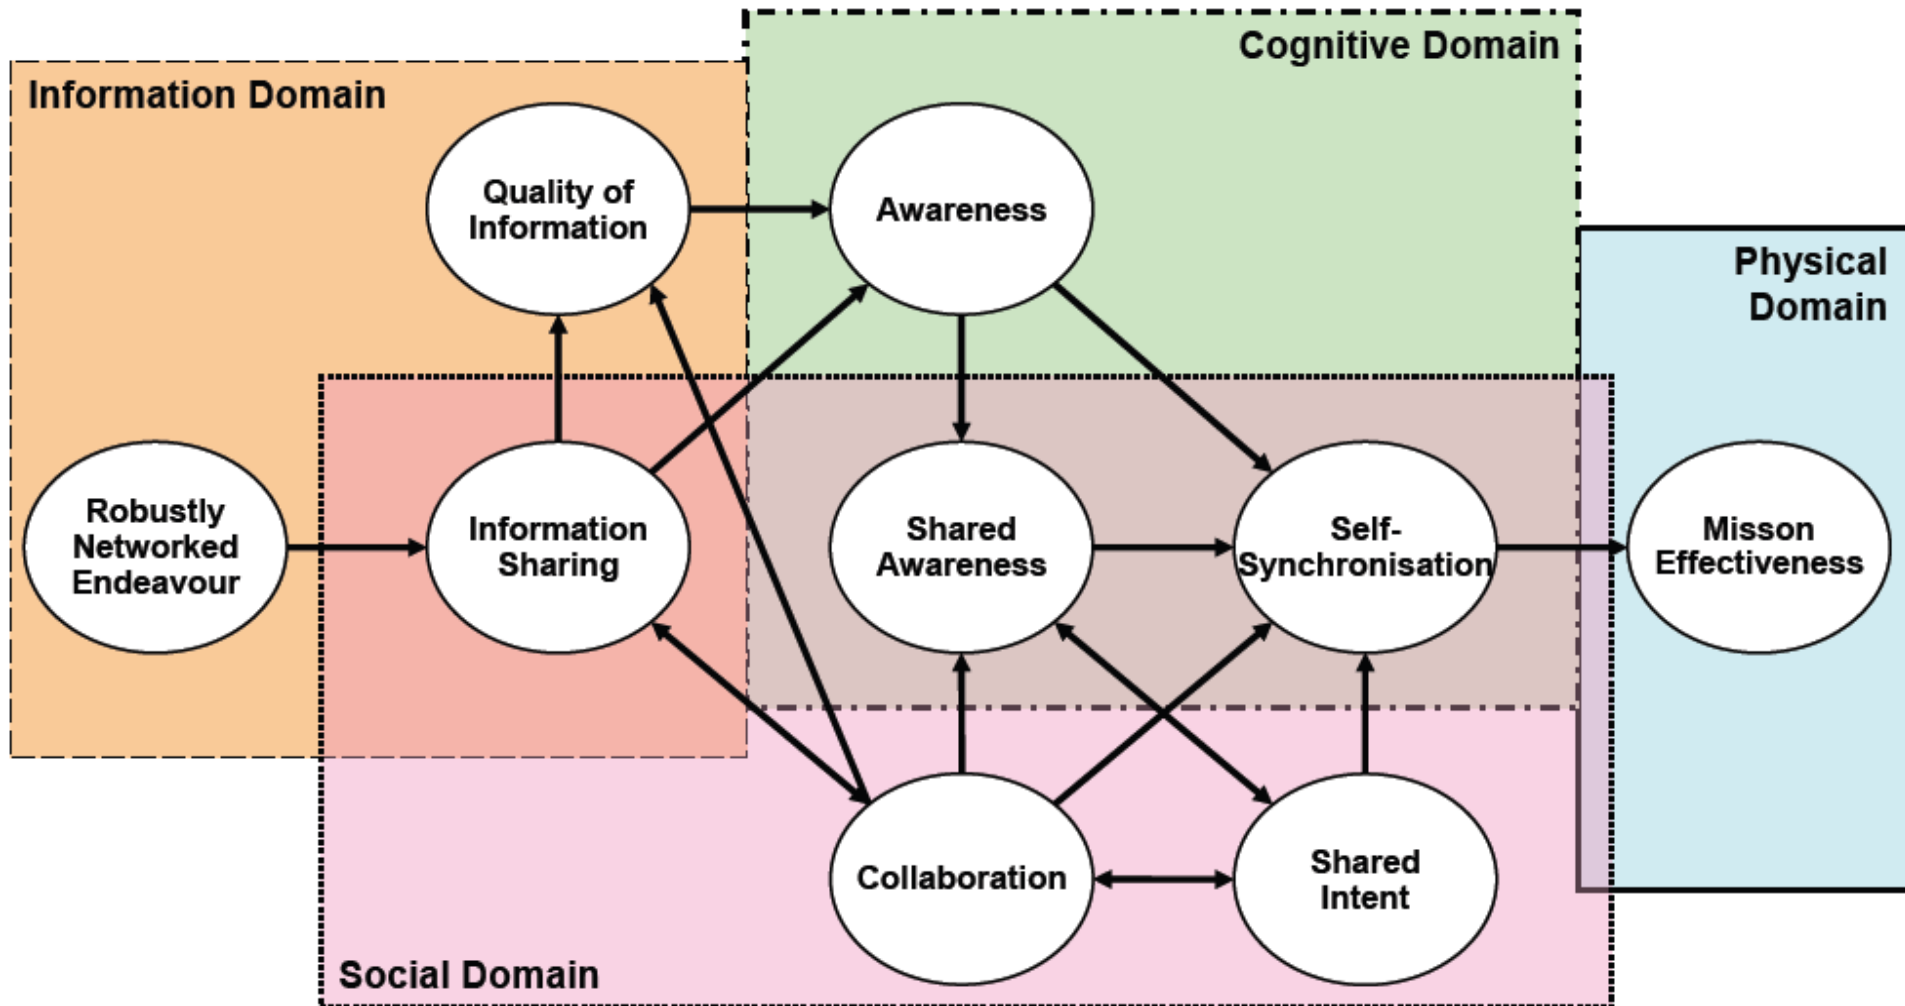 Cognitive Domain
Information Domain
Quality of
Information
Awareness
Physical
Domain
Robustly
Networked
Endeavour
Information
Sharing
Shared
Awareness
Self-
Synchronisation
Misson
Effectiveness
Collaboration
Shared
Intent
Social Domain